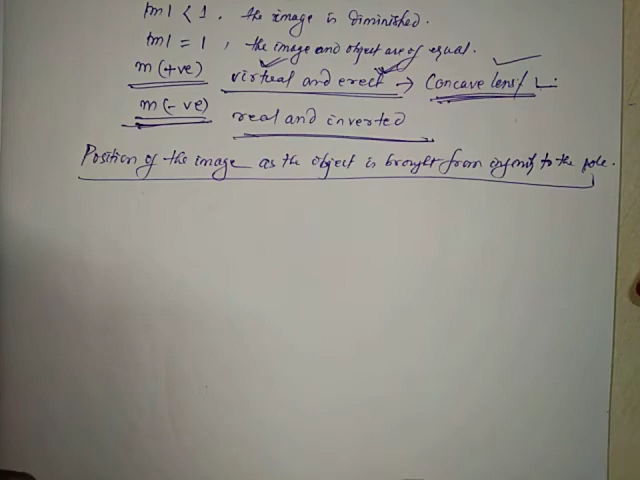 |m| < 1, the image is diminished.
|m| = 1, the image and object are of equal.
m (+ve) virtual and erect → Concave lens/
m (-ve) real and inverted
Position of the image as the object is brought from infinity to the pole.